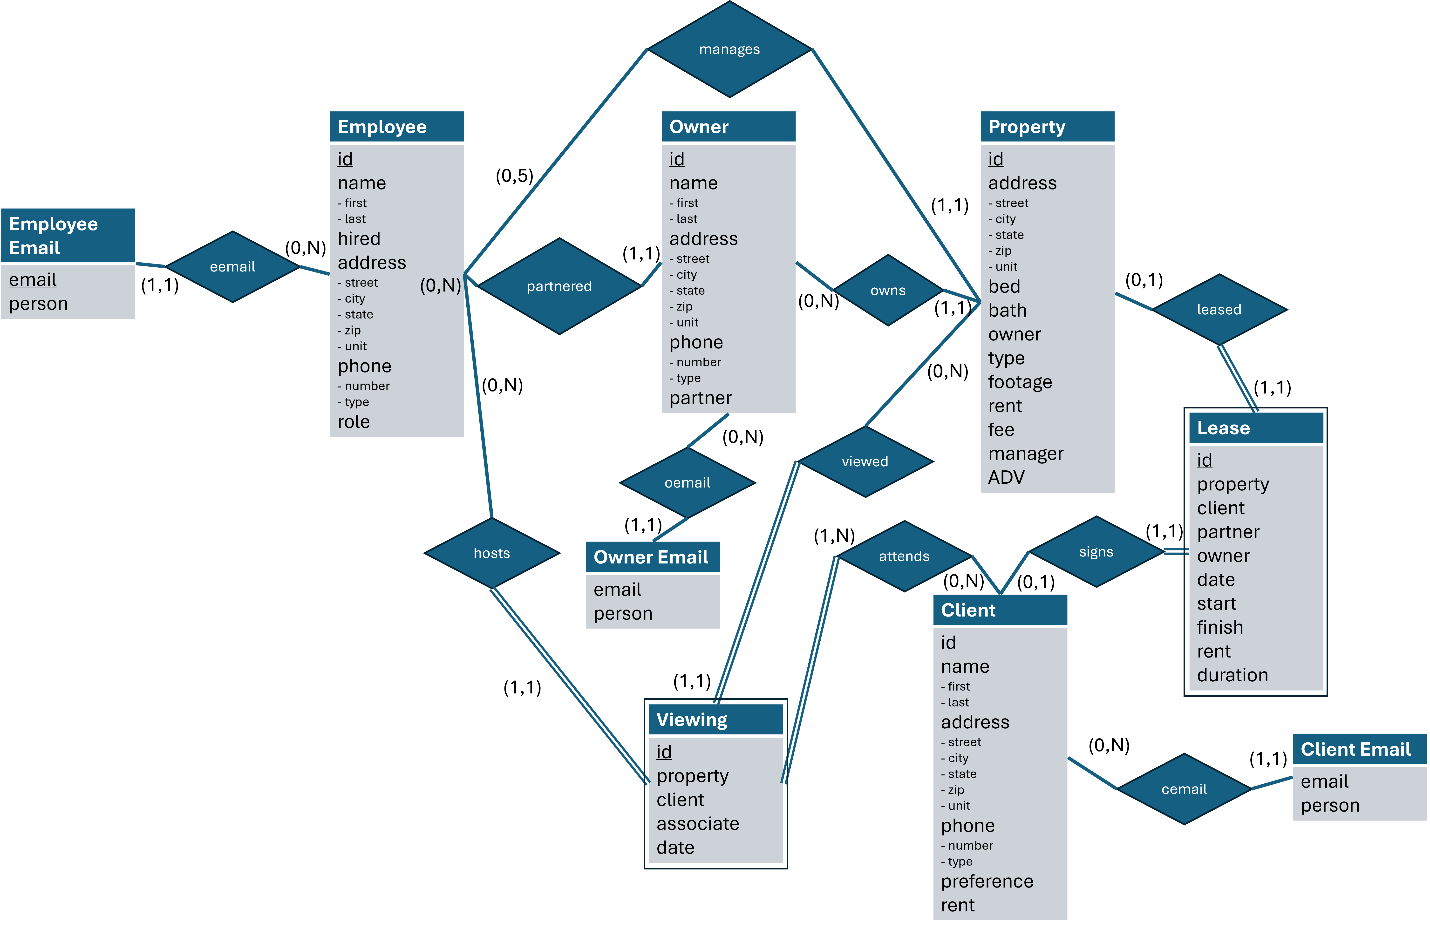 manages
Employee
id
name
- first
- last
hired
address
- street
- city
- state
- zip
- unit
phone
- number
- type
role
Owner
id
name
- first
- last
address
- street
- city
- state
- zip
- unit
phone
- number
- type
partner
Property
id
address
- street
- city
- state
- zip
- unit
bed
bath
owner
type
footage
rent
fee
manager
ADV
(0,5)
(1,1)
Employee
Email
email
person
(1,1)
eemail
(0,N)
(0,N)
partnered
(1,1)
(0,N)
owns
(1,1)
(0,1)
leased
(1,1)
(0,N)
(0,N)
viewed
(1,1)
(0,N)
oemail
(1,1)
Owner Email
email
person
hosts
(1,1)
(1,N)
attends
(0,N)
(0,1)
signs
(1,1)
Lease
id
property
client
partner
owner
date
start
finish
rent
duration
Client
id
name
- first
- last
address
- street
- city
- state
- zip
- unit
phone
- number
- type
preference
rent
Viewing
id
property
client
associate
date
(0,N)
cemail
(1,1)
Client Email
email
person